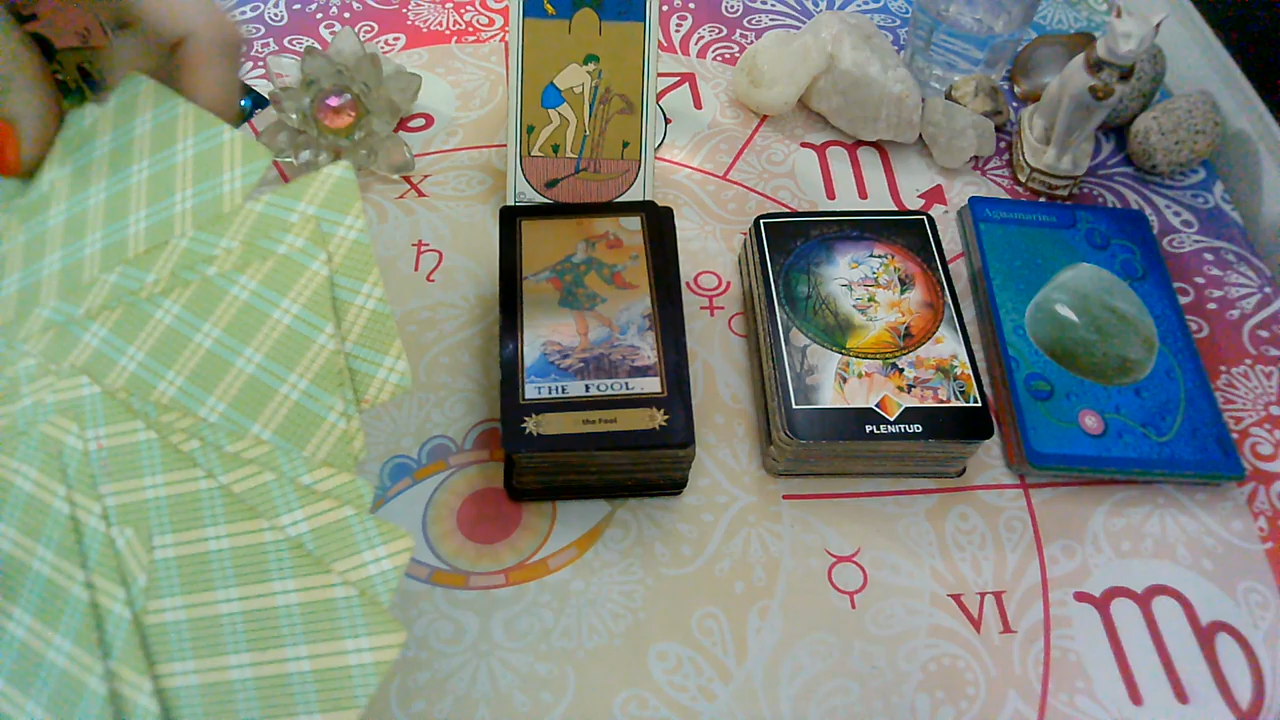 X
Aguamarina
THE FOOL.
the Fool
PLENITUD
VI